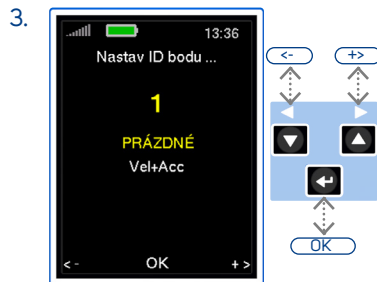 3.
13:36
Nastav ID bodu ...
1
PRÁZDNÉ
Vel+Acc
<- OK +>
<- +>
OK